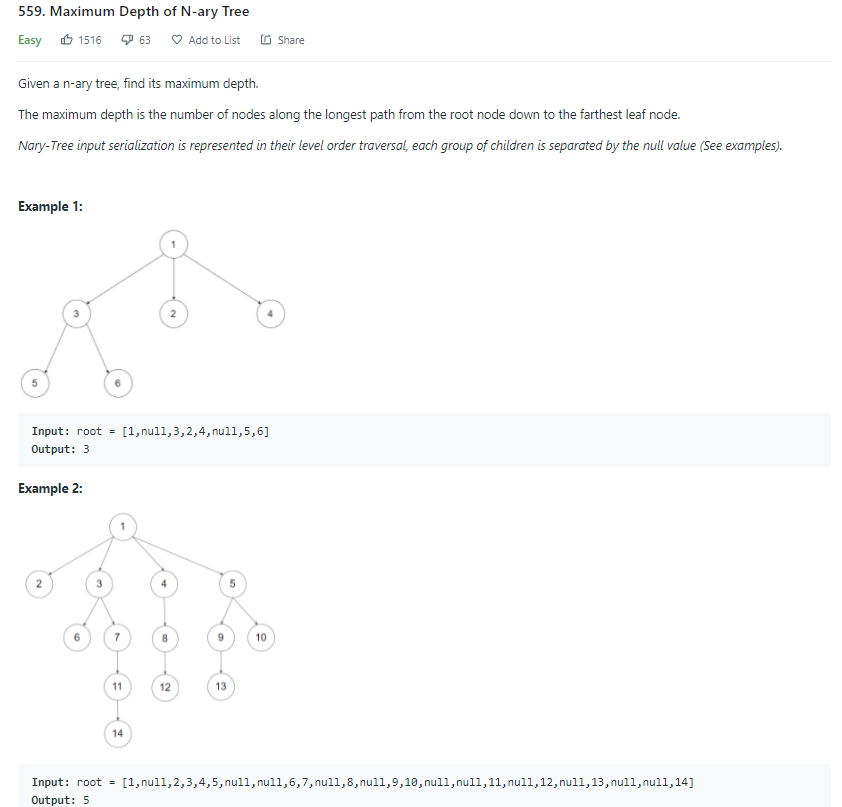 559. Maximum Depth of N-ary Tree
Easy 1516 63 Add to List Share
Given a n-ary tree, find its maximum depth.
The maximum depth is the number of nodes along the longest path from the root node down to the farthest leaf node.
Nary-Tree input serialization is represented in their level order traversal, each group of children is separated by the null value (See examples).
Example 1:
1
3 2 4
5 6
Input: root = [1,null,3,2,4,null,5,6]
Output: 3
Example 2:
1
2 3 4 5
6 7 8 9 10
11 12 13
14
Input: root = [1,null,2,3,4,5,null,null,6,7,null,8,null,9,10,null,null,11,null,12,null,13,null,null,14]
Output: 5